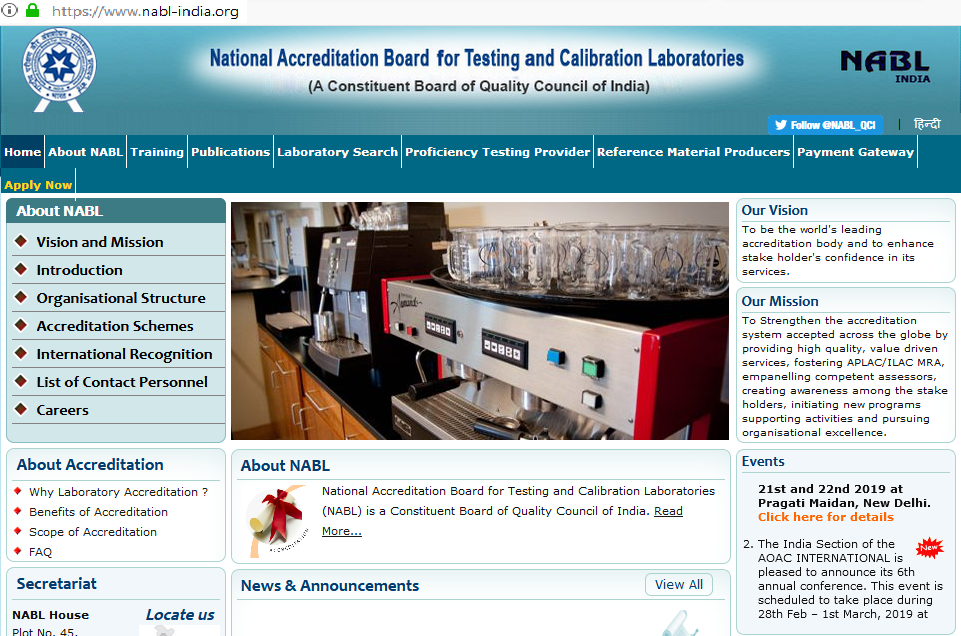 https://www.nabl-india.org
National Accreditation Board for Testing and Calibration Laboratories
(A Constituent Board of Quality Council of India)
NABL
INDIA
Follow @NABL_QCI | हिन्दी
Home About NABL Training Publications Laboratory Search Proficiency Testing Provider Reference Material Producers Payment Gateway
Apply Now
About NABL
Vision and Mission
Introduction
Organisational Structure
Accreditation Schemes
International Recognition
List of Contact Personnel
Careers
Our Vision
To be the world's leading
accreditation body and to enhance
stake holder's confidence in its
services.
Our Mission
To Strengthen the accreditation
system accepted across the globe by
providing high quality, value driven
services, fostering APLAC/ILAC MRA,
empanelling competent assessors,
creating awareness among the stake
holders, initiating new programs
supporting activities and pursuing
organisational excellence.
About Accreditation
Why Laboratory Accreditation ?
Benefits of Accreditation
Scope of Accreditation
FAQ
About NABL
National Accreditation Board for Testing and Calibration Laboratories
(NABL) is a Constituent Board of Quality Council of India. Read
More...
ACCREDITATION
Events
21st and 22nd 2019 at
Pragati Maidan, New Delhi.
Click here for details
2. The India Section of the
New
AOAC INTERNATIONAL is
pleased to announce its 6th
annual conference. This event is
scheduled to take place during
28th Feb – 1st March, 2019 at
Secretariat
NABL House
Locate us
Plot No. 45,
News & Announcements
View All